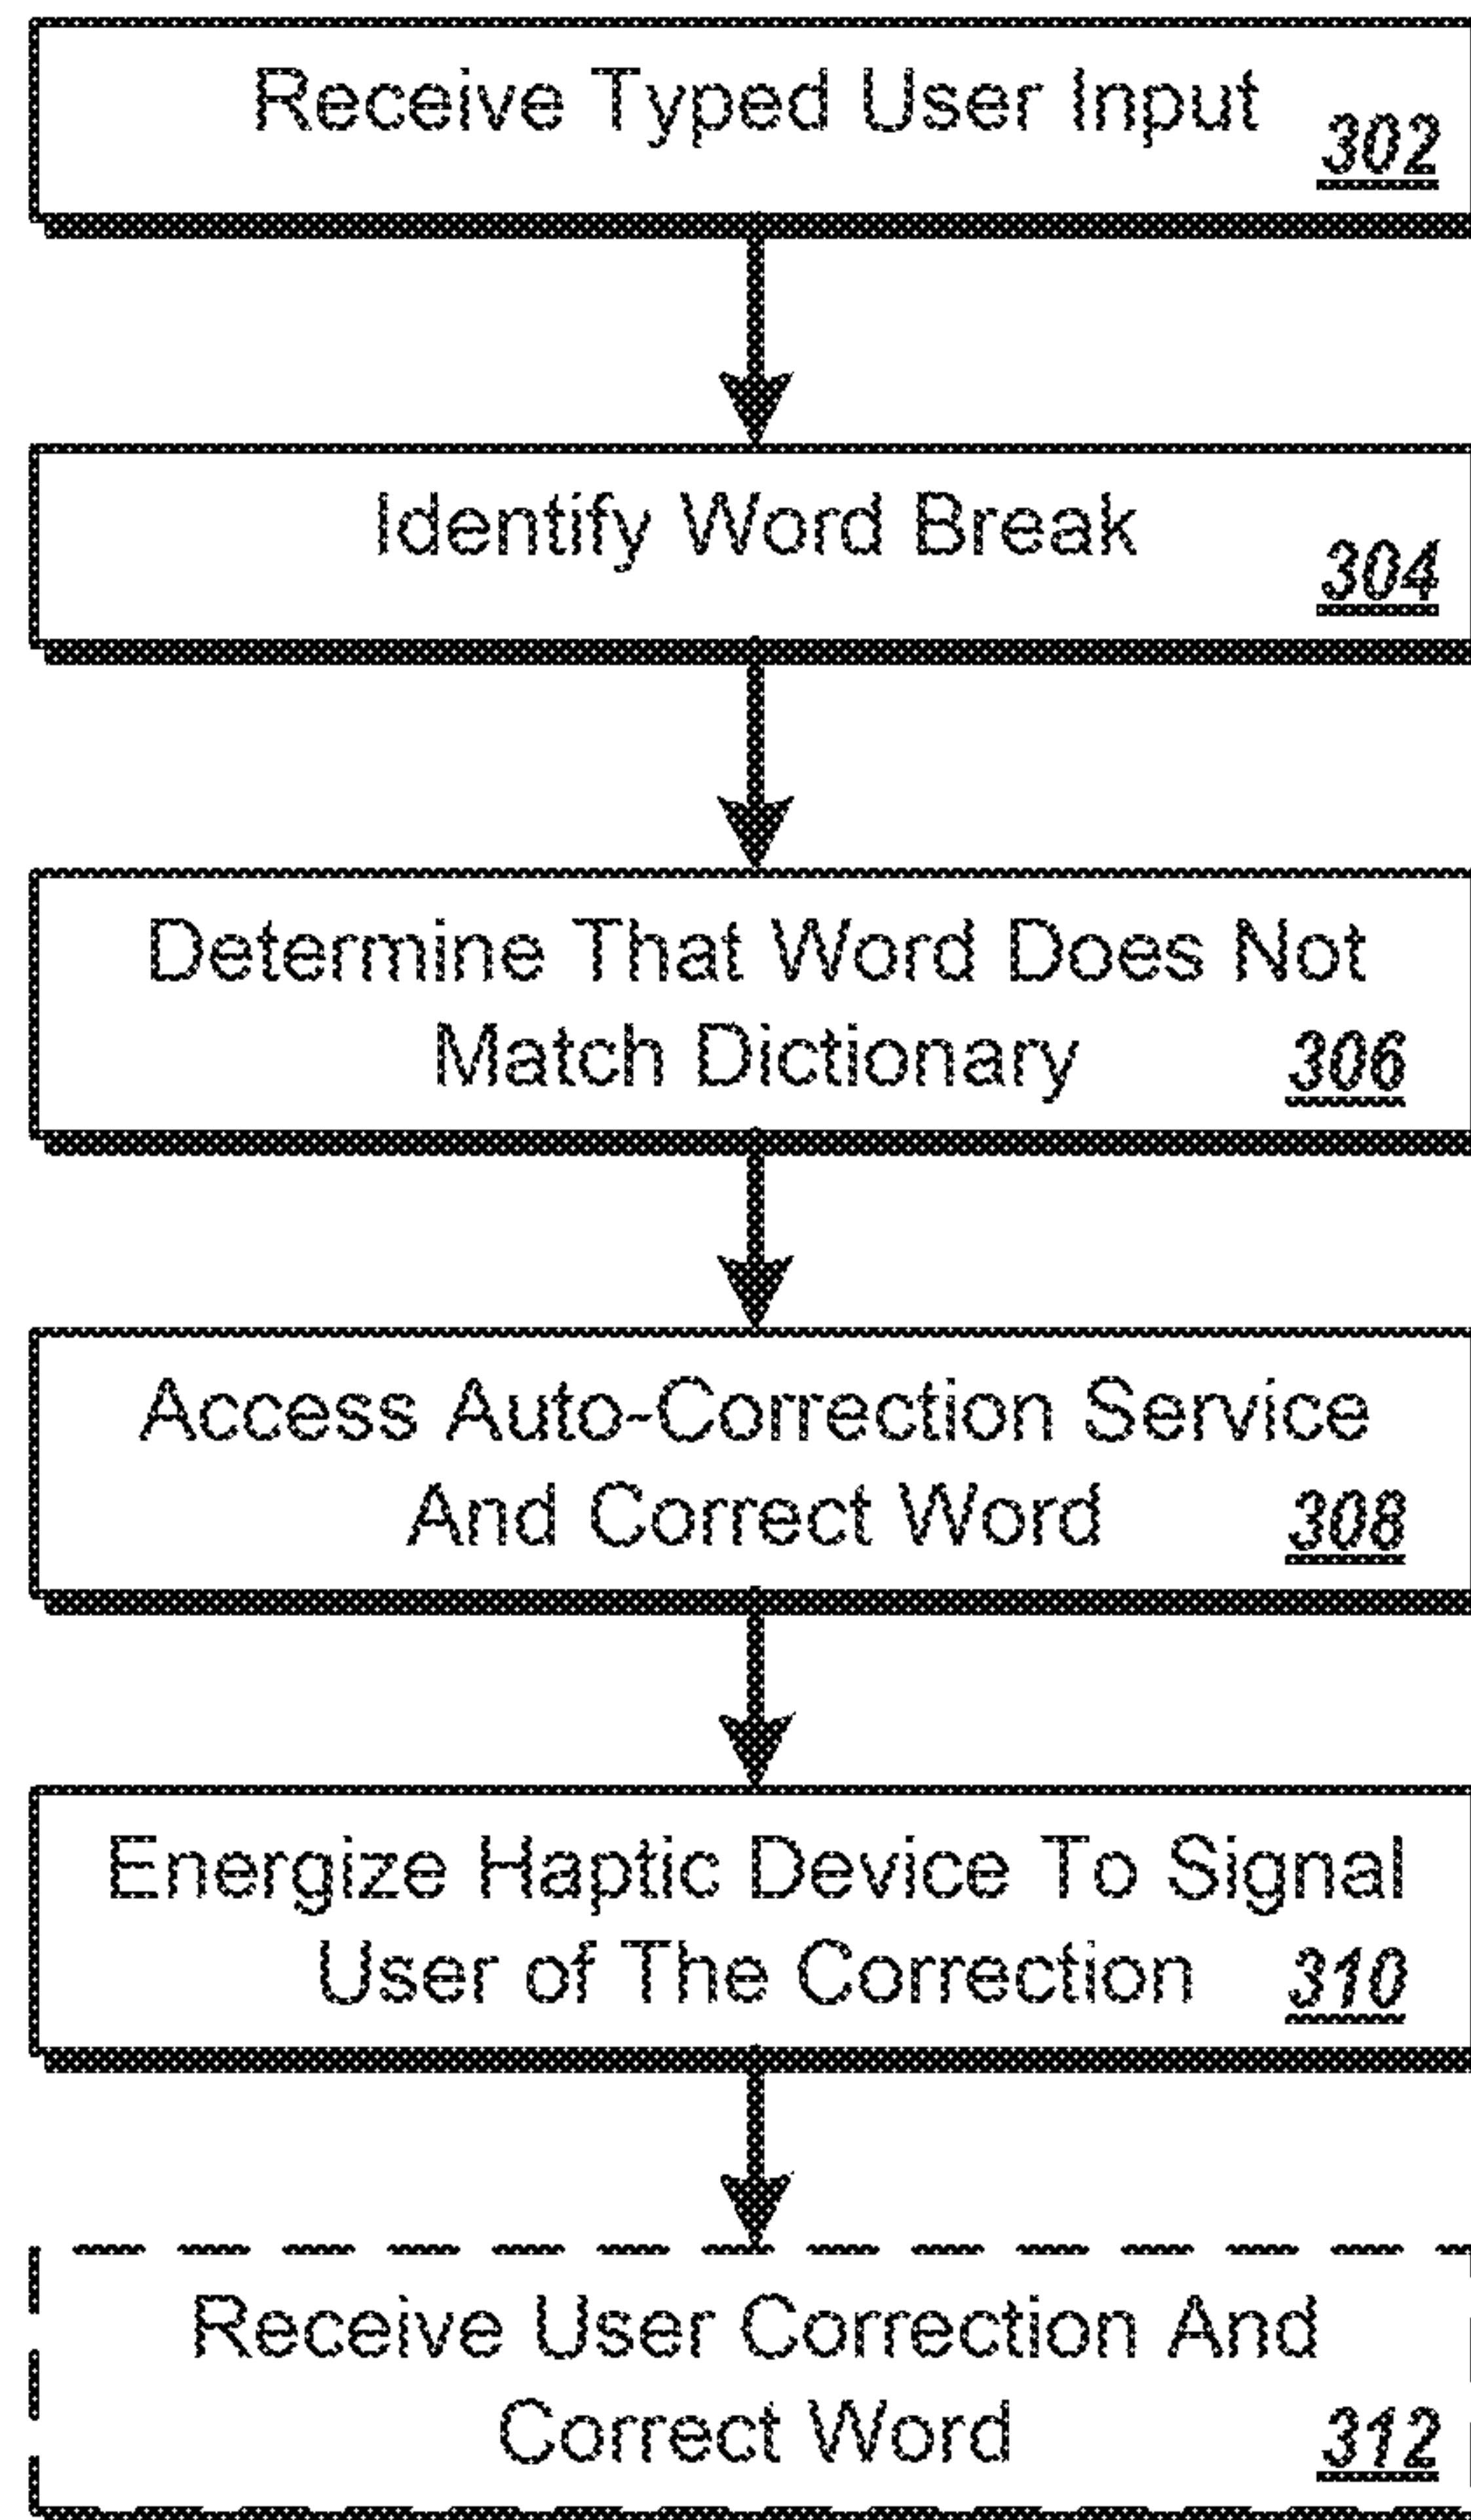 Receive Typed User Input
302
Identify Word Break
304
Determine That Word Does Not
Match Dictionary 306
Access Auto-Correction Service
And Correct Word 308
Energize Haptic Device To Signal
User of The Correction 310
Receive User Correction And
Correct Word 312